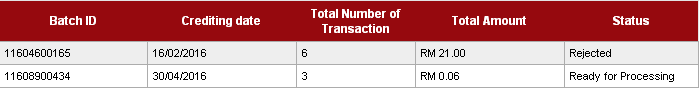 Batch ID Crediting date Total Number of Transaction Total Amount Status
11604600165 16/02/2016 6 RM 21.00 Rejected
11608900434 30/04/2016 3 RM 0.06 Ready for Processing